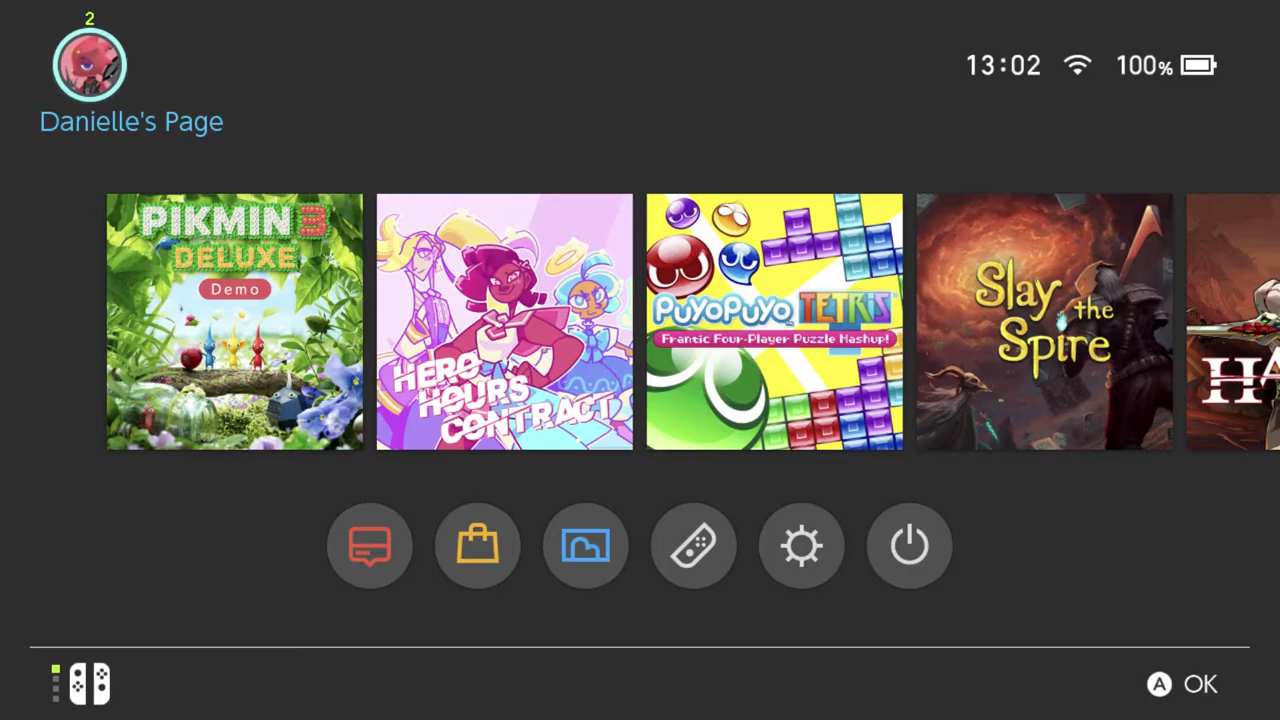 2
13:02
100%
Danielle's Page
PIKMIN 3
DELUXE
Demo
HERO
HOURS
CONTRACT
PUYOPUYO TETRIS
Frantic Four-Player Puzzle Mashup!
Slay
the
Spire
A OK